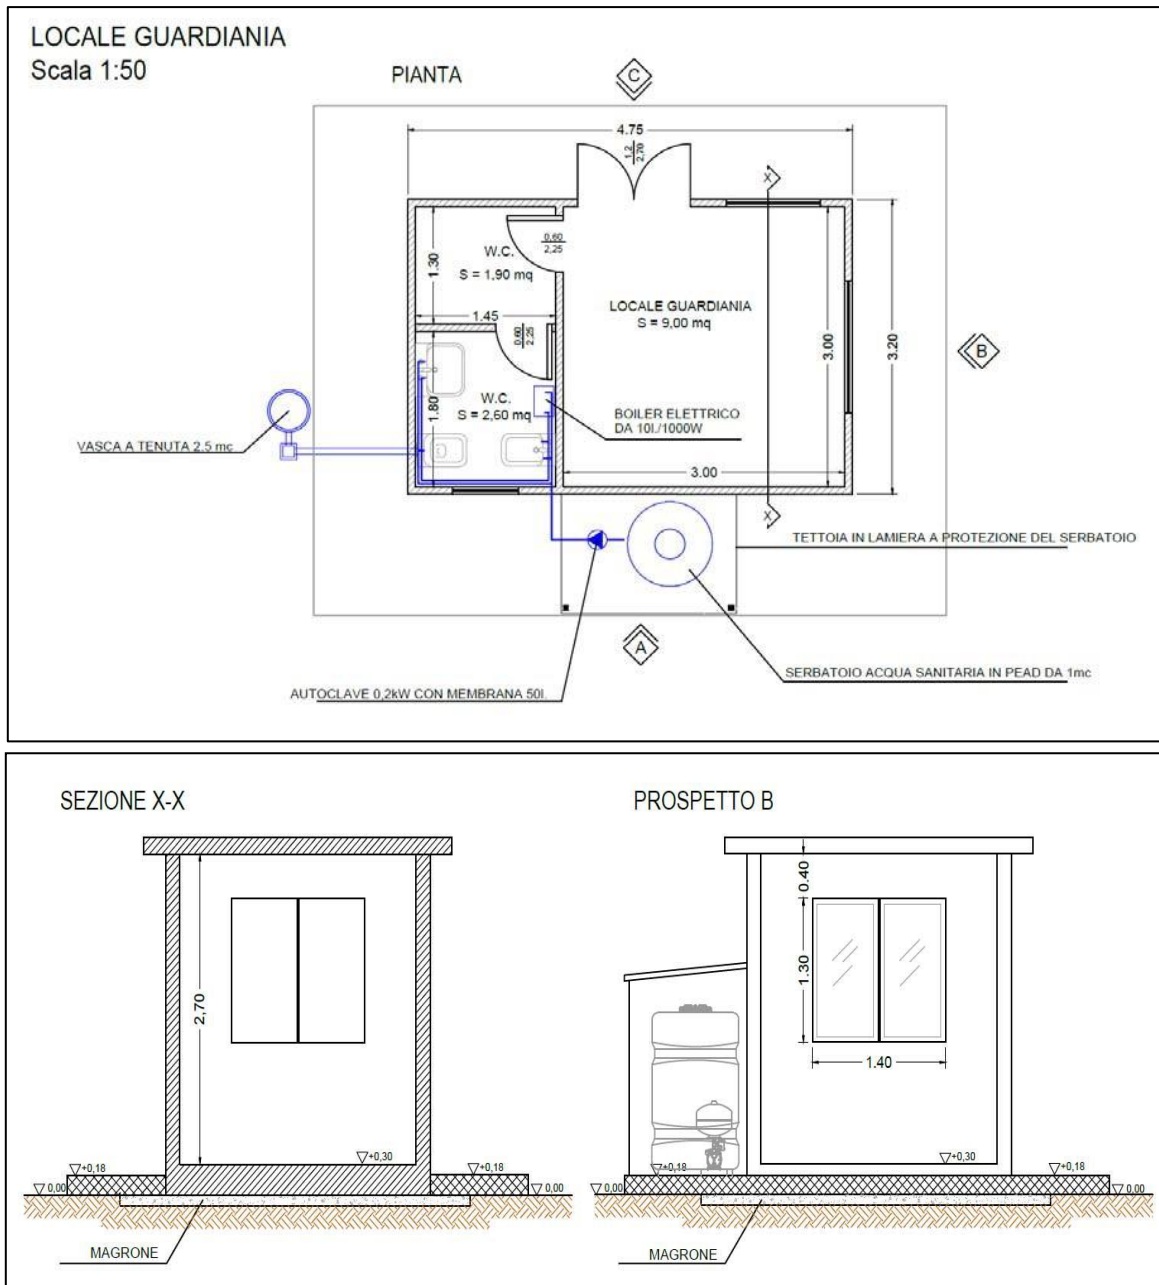 LOCALE GUARDIANIA
Scala 1:50
PIANTA
C
4.75
1,2
2,70
X
0,60
2,25
W.C.
S = 1,90 mq
1.30
1.45
LOCALE GUARDIANIA
S = 9,00 mq
3.00
3.20
B
0,60
2,25
W.C.
S = 2,60 mq
1.80
BOILER ELETTRICO
DA 10l./1000W
VASCA A TENUTA 2.5 mc
3.00
X
TETTOIA IN LAMIERA A PROTEZIONE DEL SERBATOIO
A
SERBATOIO ACQUA SANITARIA IN PEAD DA 1mc
AUTOCLAVE 0,2kW CON MEMBRANA 50l.
SEZIONE X-X
2,70
+0,30
+0,18
+0,18
0,00
0,00
MAGRONE
PROSPETTO B
0.40
1.30
1.40
+0,30
+0,18
+0,18
0,00
0,00
MAGRONE